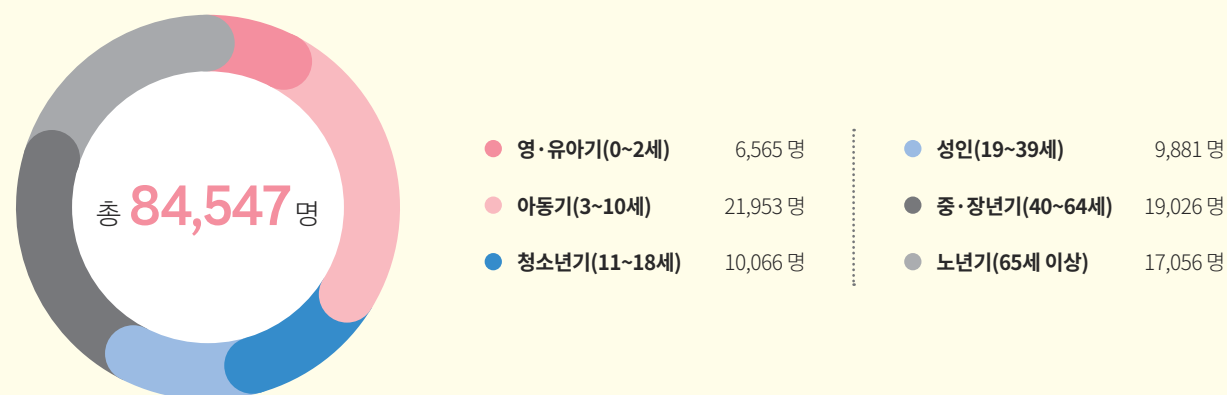 총 84,547 명
영·유아기(0~2세) 6,565 명
아동기(3~10세) 21,953 명
청소년기(11~18세) 10,066 명
성인(19~39세) 9,881 명
중·장년기(40~64세) 19,026 명
노년기(65세 이상) 17,056 명